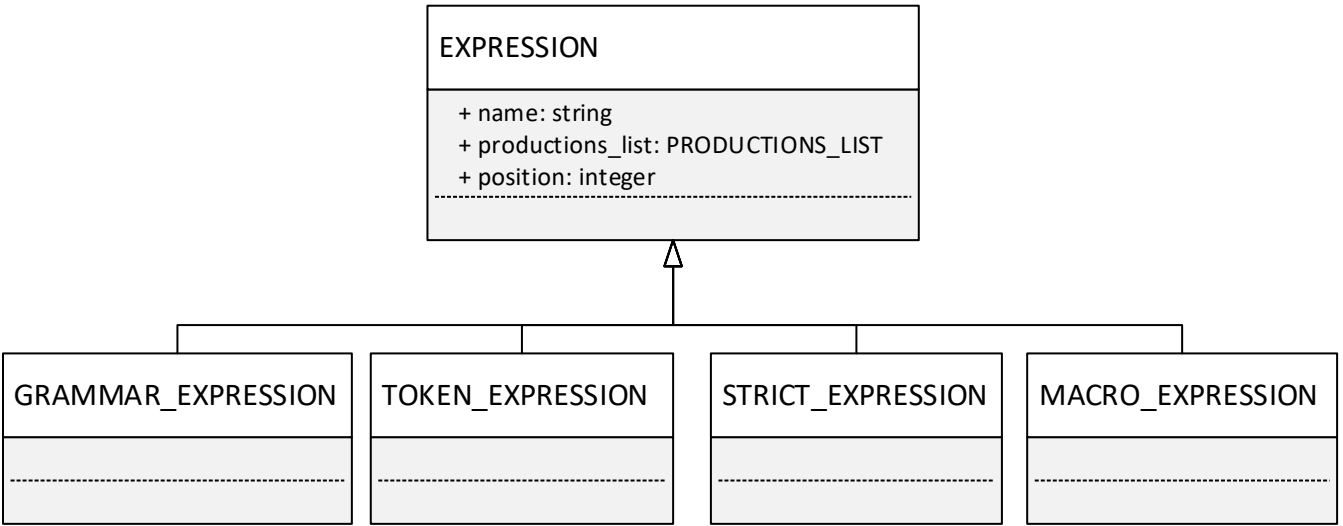 EXPRESSION
+ name: string
+ productions_list: PRODUCTIONS_LIST
+ position: integer
GRAMMAR_EXPRESSION
TOKEN_EXPRESSION
STRICT_EXPRESSION
MACRO_EXPRESSION